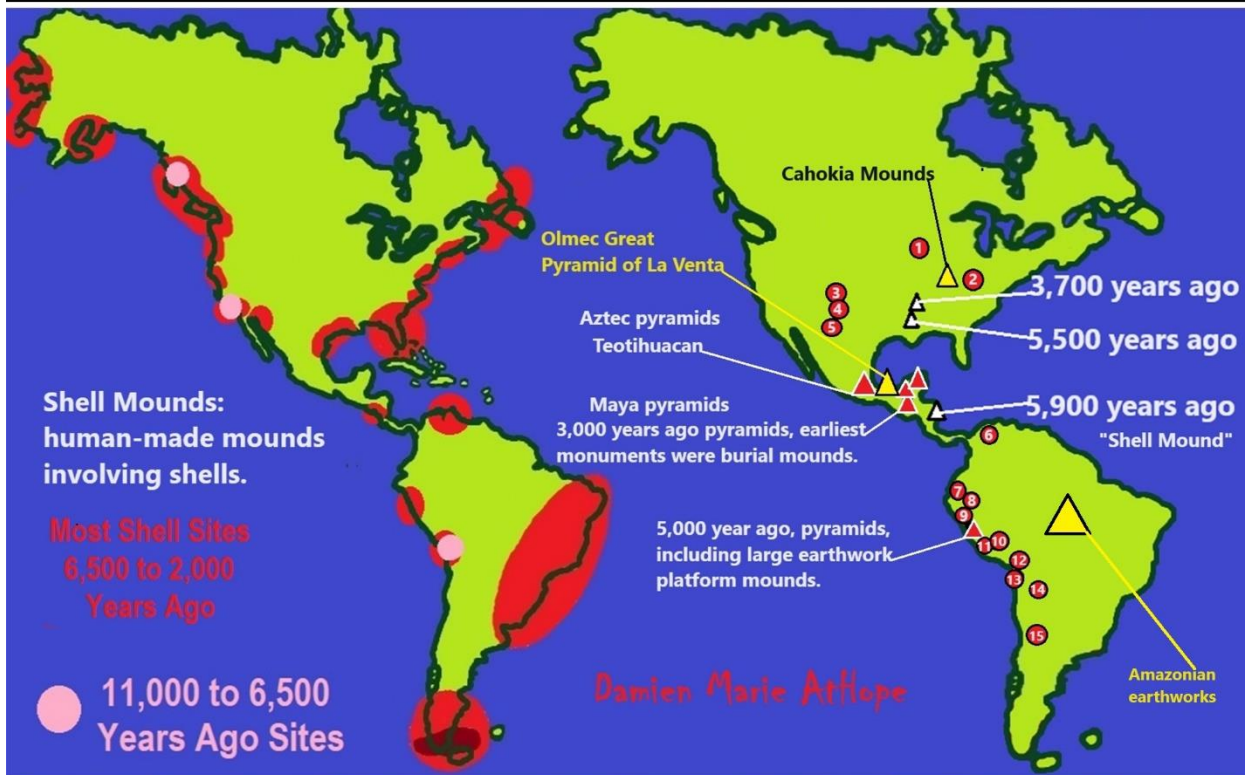 Shell Mounds:
human-made mounds
involving shells.
Most Shell Sites
6,500 to 2,000
Years Ago
11,000 to 6,500
Years Ago Sites
Cahokia Mounds
Olmec Great
Pyramid of La Venta
Aztec pyramids
Teotihuacan
Maya pyramids
3,000 years ago pyramids, earliest
monuments were burial mounds.
5,000 year ago, pyramids,
including large earthwork
platform mounds.
3,700 years ago
5,500 years ago
5,900 years ago
"Shell Mound"
1
2
3
4
5
6
7
8
9
10
11
12
13
14
15
Amazonian
earthworks
Damien Marie AtHope